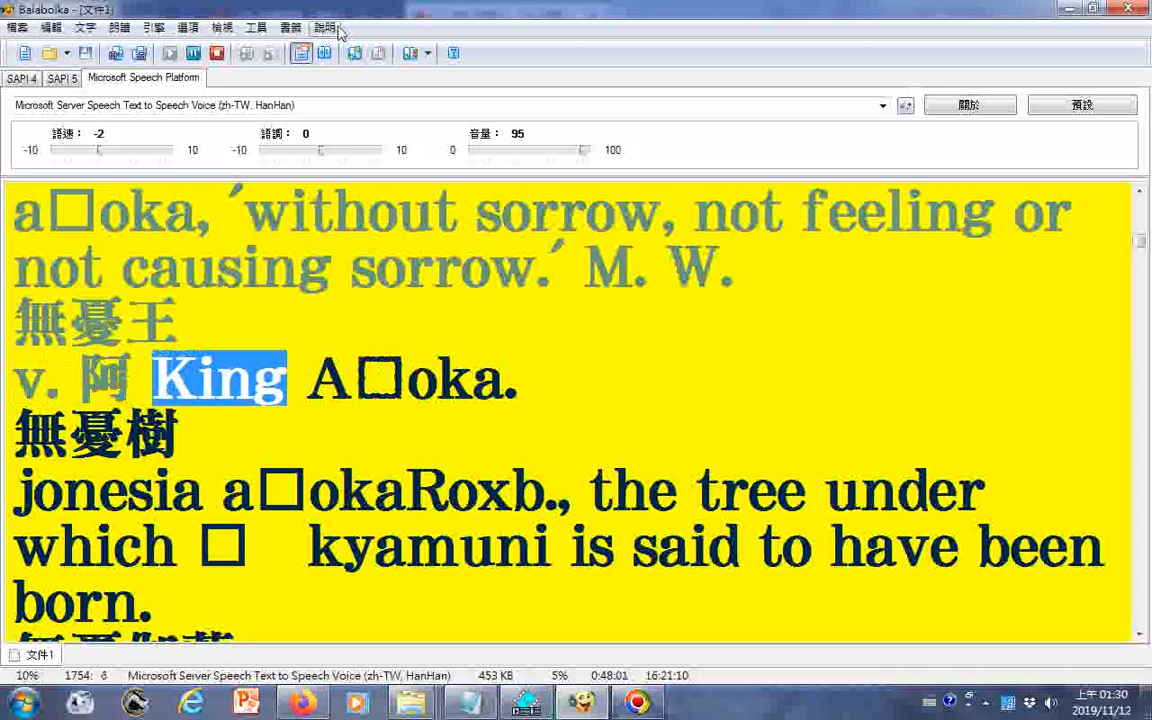 Balabolka - [文件1]
檔案 編輯 文字 朗讀 引擎 選項 檢視 工具 書籤 說明
SAPI 4 SAPI 5 Microsoft Speech Platform
Microsoft Server Speech Text to Speech Voice (zh-TW, HanHan) 關於 預設
語速： -2 語調： 0 音量： 95
-10 10 -10 10 0 100
a□oka, ′without sorrow, not feeling or
not causing sorrow.′ M. W.
無憂王
v. 阿 King A□oka.
無憂樹
jonesia a□okaRoxb., the tree under
which □ kyamuni is said to have been
born.
文件1
10% 1754: 6 Microsoft Server Speech Text to Speech Voice (zh-TW, HanHan) 453 KB 5% 0:48:01 16:21:10
上午 01:30
2019/11/12